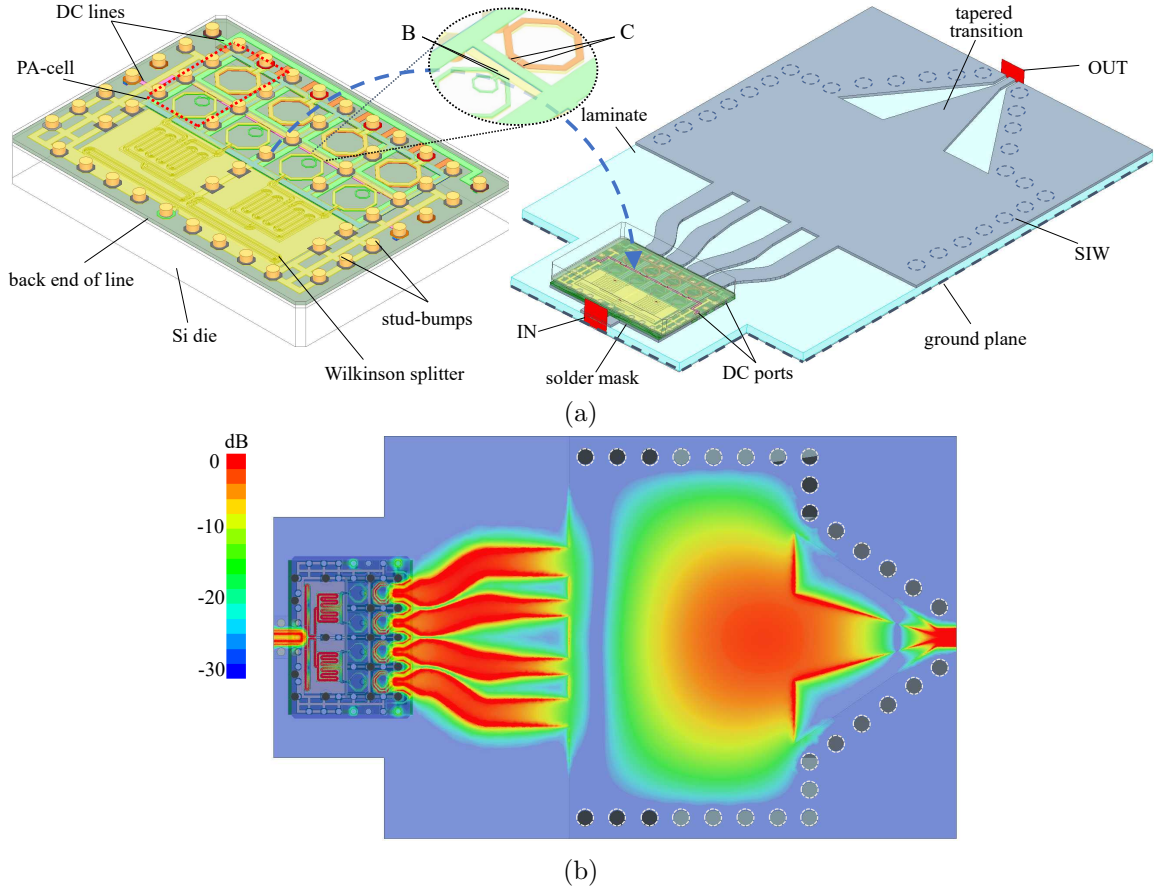 DC lines
PA-cell
B
C
tapered
transition
OUT
laminate
back end of line
Si die
stud-bumps
Wilkinson splitter
IN
solder mask
DC ports
SIW
ground plane
(a)
dB
0
-10
-20
-30
(b)